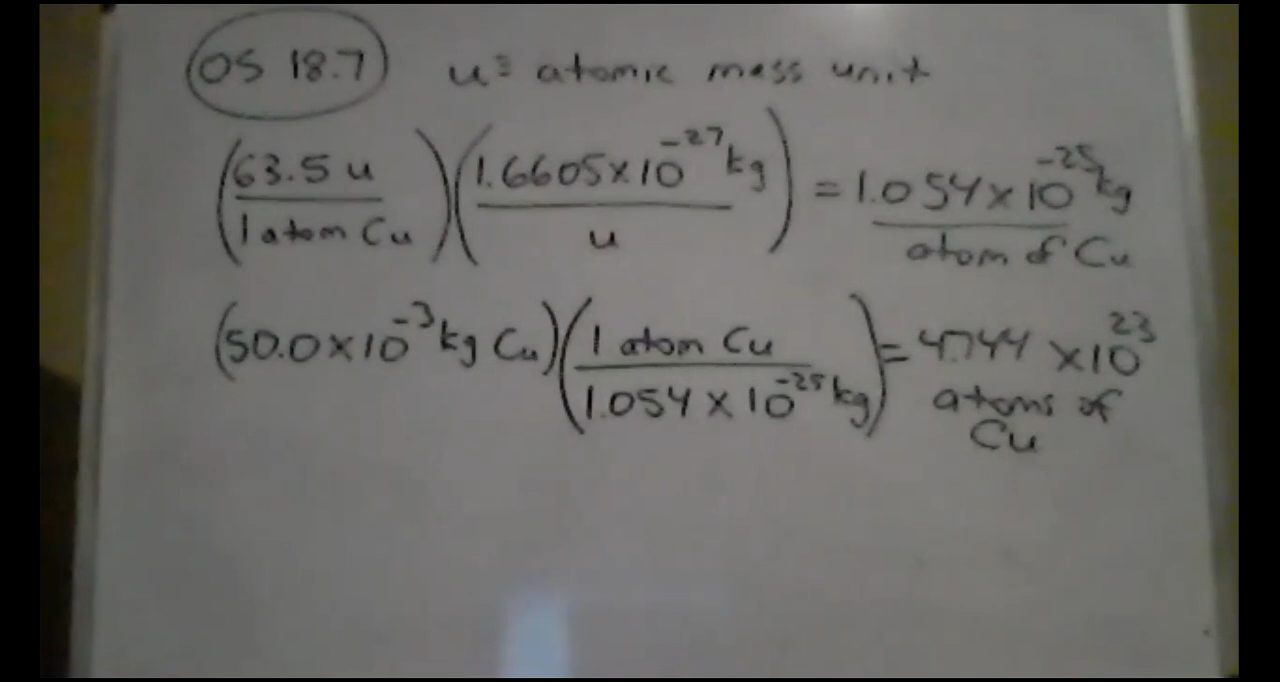 OS 18.7 u ≡ atomic mass unit
(63.5 u / 1 atom Cu)(1.6605 × 10⁻²⁷ kg / u) = 1.054 × 10⁻²⁵ kg / atom of Cu
(50.0 × 10⁻³ kg Cu)(1 atom Cu / 1.054 × 10⁻²⁵ kg) = 4.744 × 10²³ atoms of Cu